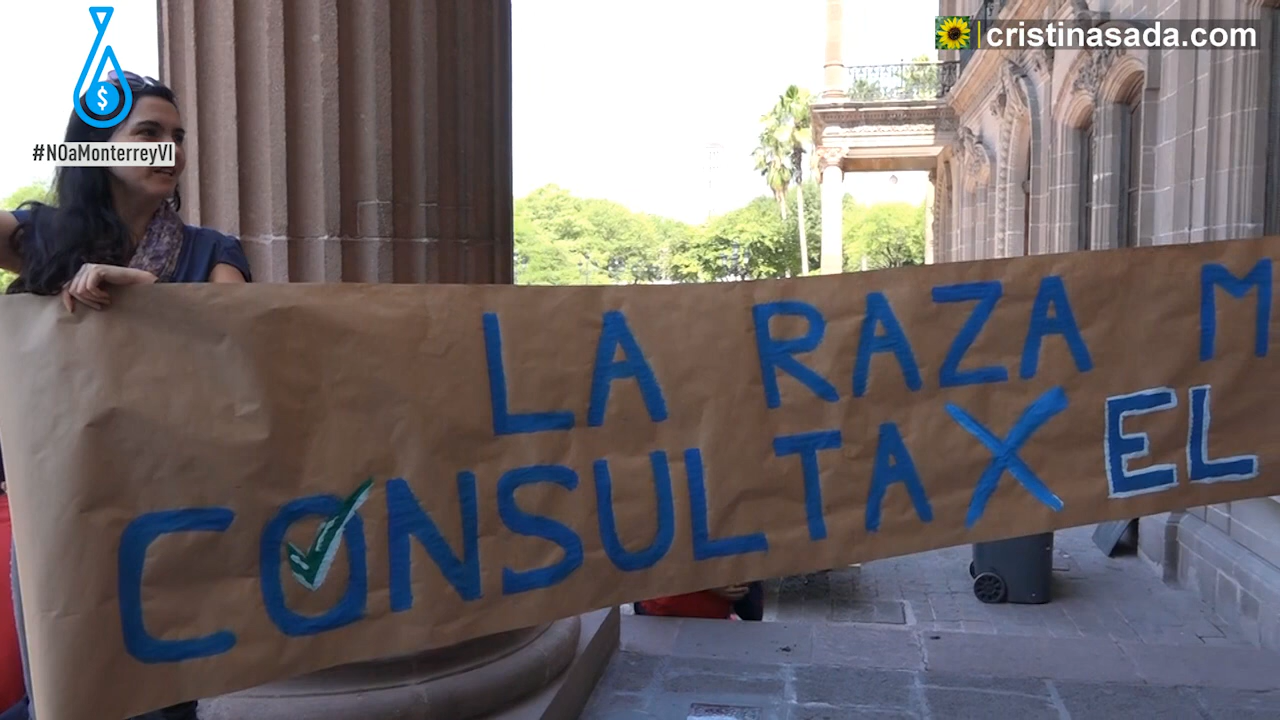 cristinasada.com
$
#NOaMonterreyVI
LA RAZA M
CONSULTA X EL